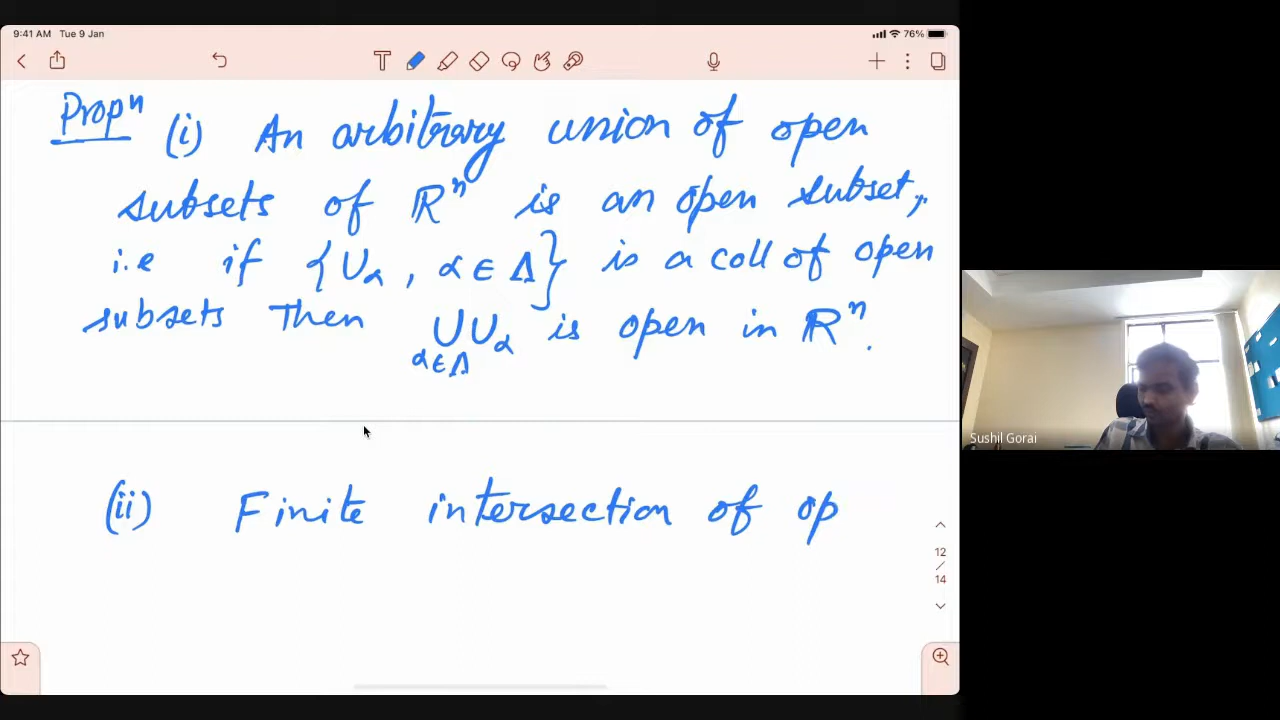 9:41 AM Tue 9 Jan
76%
Propⁿ (i) An arbitrary union of open
subsets of ℝⁿ is an open subset,
i.e if {Uα, α ∈ Λ} is a coll of open
subsets then ⋃ Uα is open in ℝⁿ.
α∈Λ
(ii) Finite intersection of op
12
/
14
Sushil Gorai